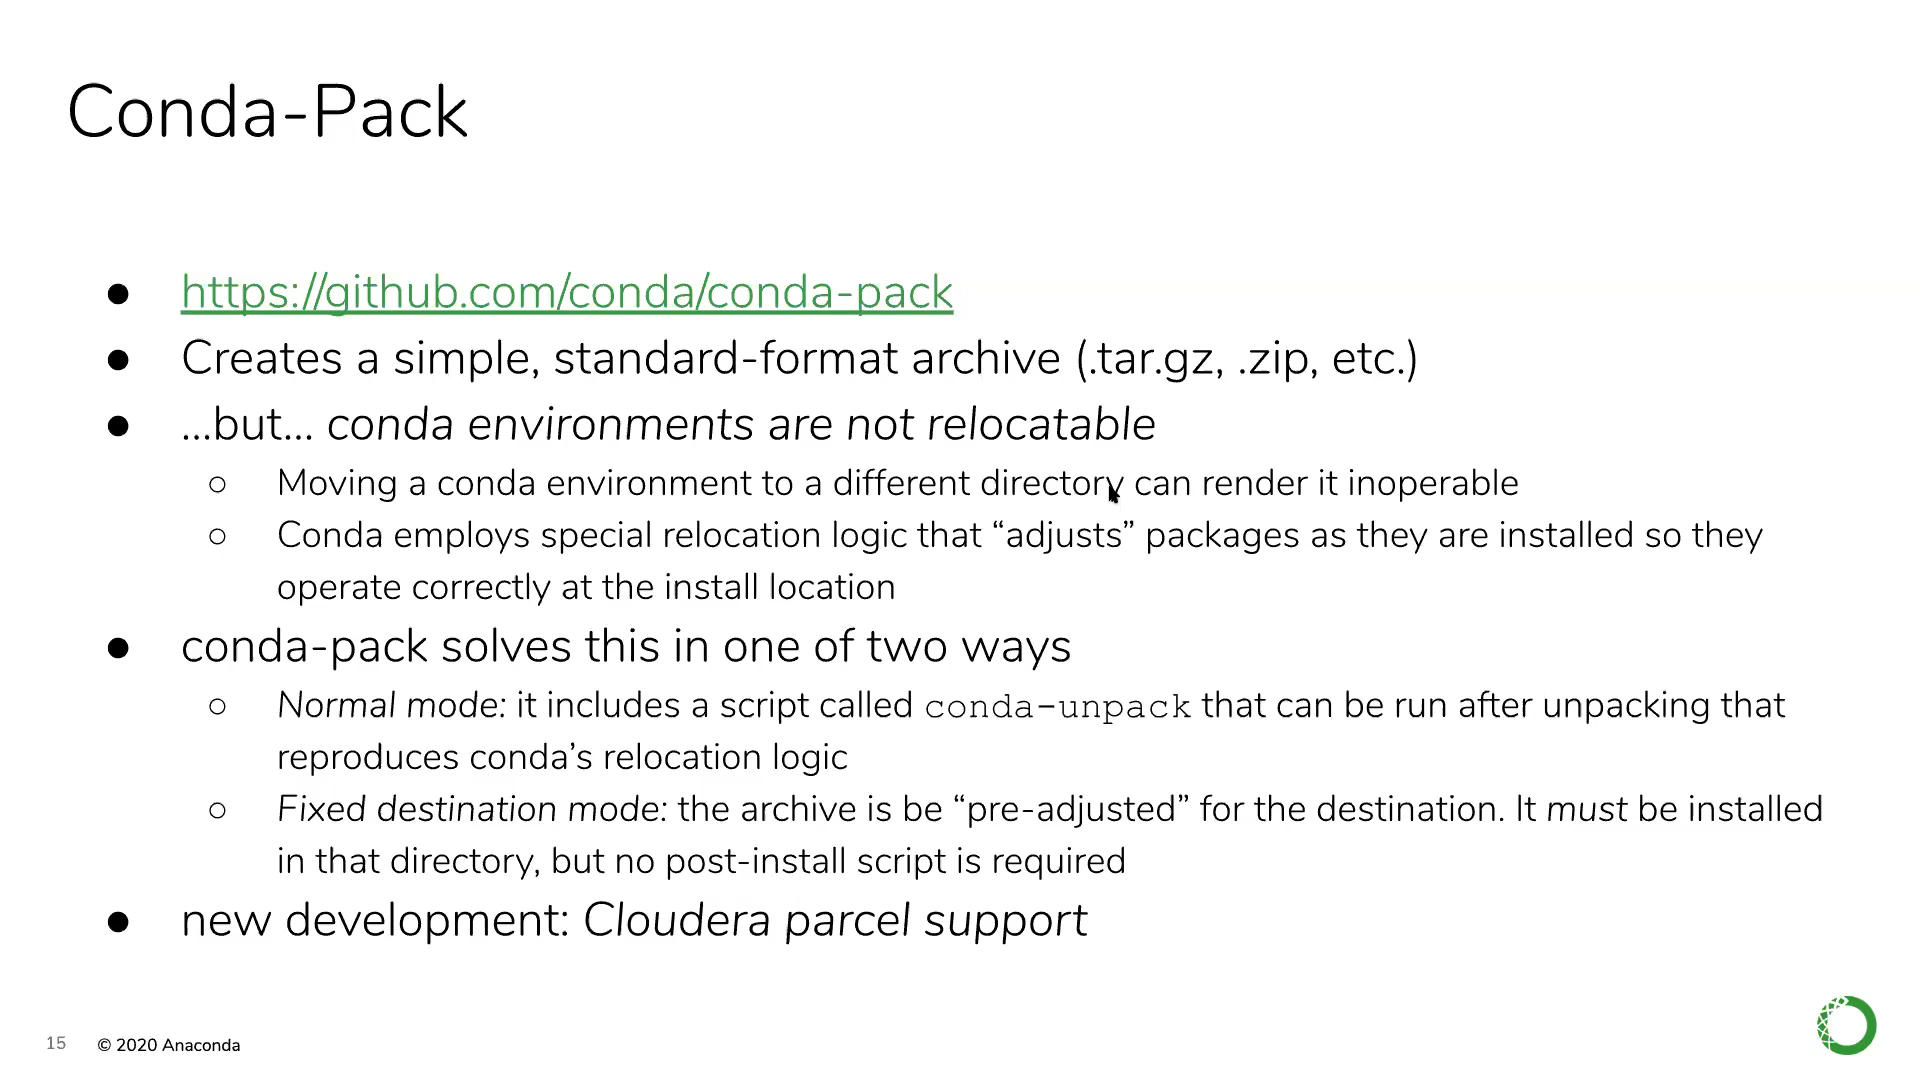 Conda-Pack
● https://github.com/conda/conda-pack
● Creates a simple, standard-format archive (.tar.gz, .zip, etc.)
● ...but... conda environments are not relocatable
○ Moving a conda environment to a different directory can render it inoperable
○ Conda employs special relocation logic that “adjusts” packages as they are installed so they
operate correctly at the install location
● conda-pack solves this in one of two ways
○ Normal mode: it includes a script called conda-unpack that can be run after unpacking that
reproduces conda’s relocation logic
○ Fixed destination mode: the archive is be “pre-adjusted” for the destination. It must be installed
in that directory, but no post-install script is required
● new development: Cloudera parcel support
15 © 2020 Anaconda